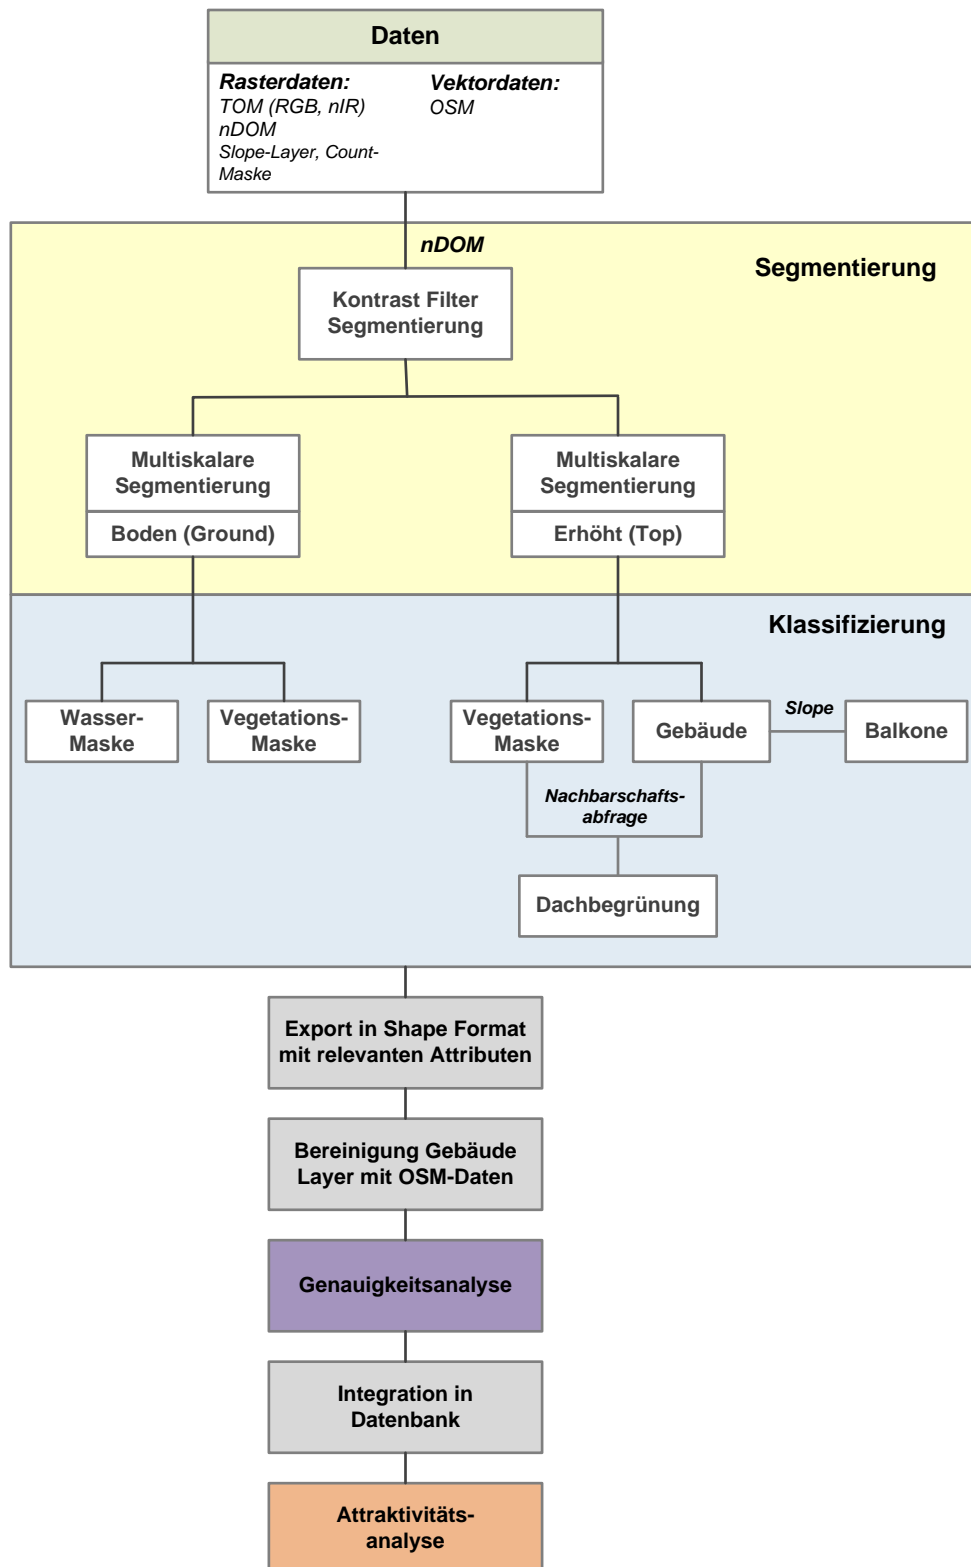 Daten
Rasterdaten:
TOM (RGB, nIR)
nDOM
Slope-Layer, Count-
Maske
Vektordaten:
OSM
nDOM
Segmentierung
Kontrast Filter
Segmentierung
Multiskalare
Segmentierung
Boden (Ground)
Multiskalare
Segmentierung
Erhöht (Top)
Klassifizierung
Wasser-
Maske
Vegetations-
Maske
Vegetations-
Maske
Gebäude
Slope
Balkone
Nachbarschafts-
abfrage
Dachbegrünung
Export in Shape Format
mit relevanten Attributen
Bereinigung Gebäude
Layer mit OSM-Daten
Genauigkeitsanalyse
Integration in
Datenbank
Attraktivitäts-
analyse